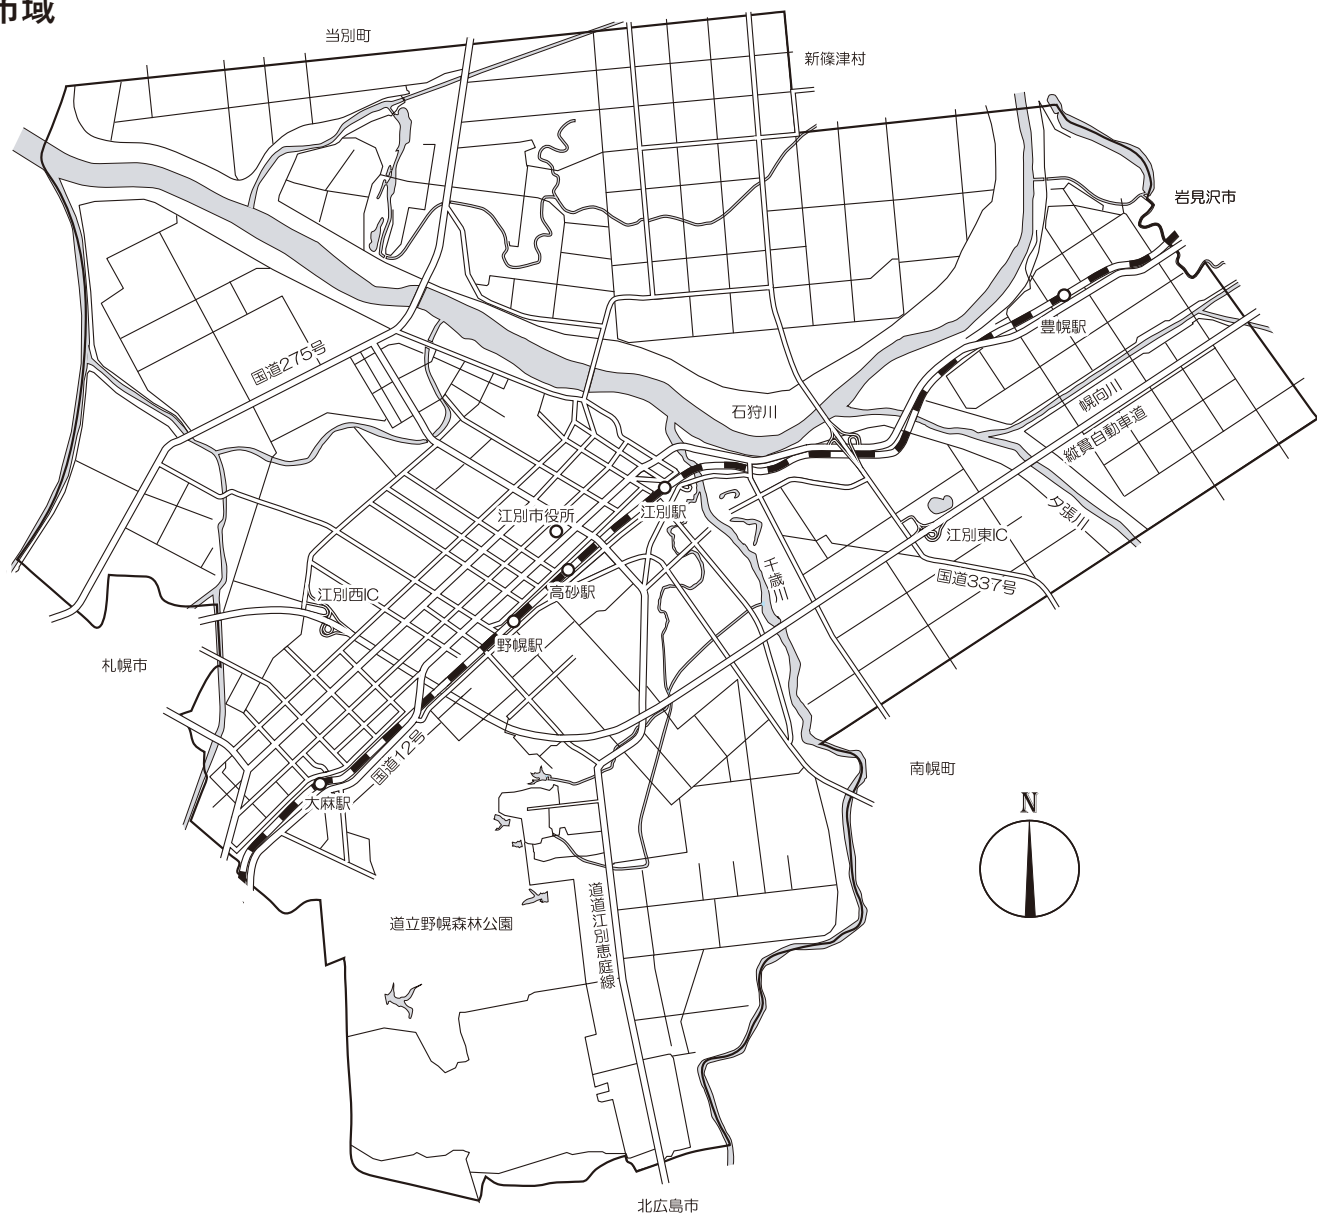 市域
当別町
新篠津村
岩見沢市
豊幌駅
国道275号
幌向川
石狩川
縦貫自動車道
夕張川
江別駅
江別市役所
江別東IC
千歳川
国道337号
高砂駅
江別西IC
野幌駅
札幌市
国道12号
南幌町
大麻駅
N
道道江別恵庭線
道立野幌森林公園
北広島市